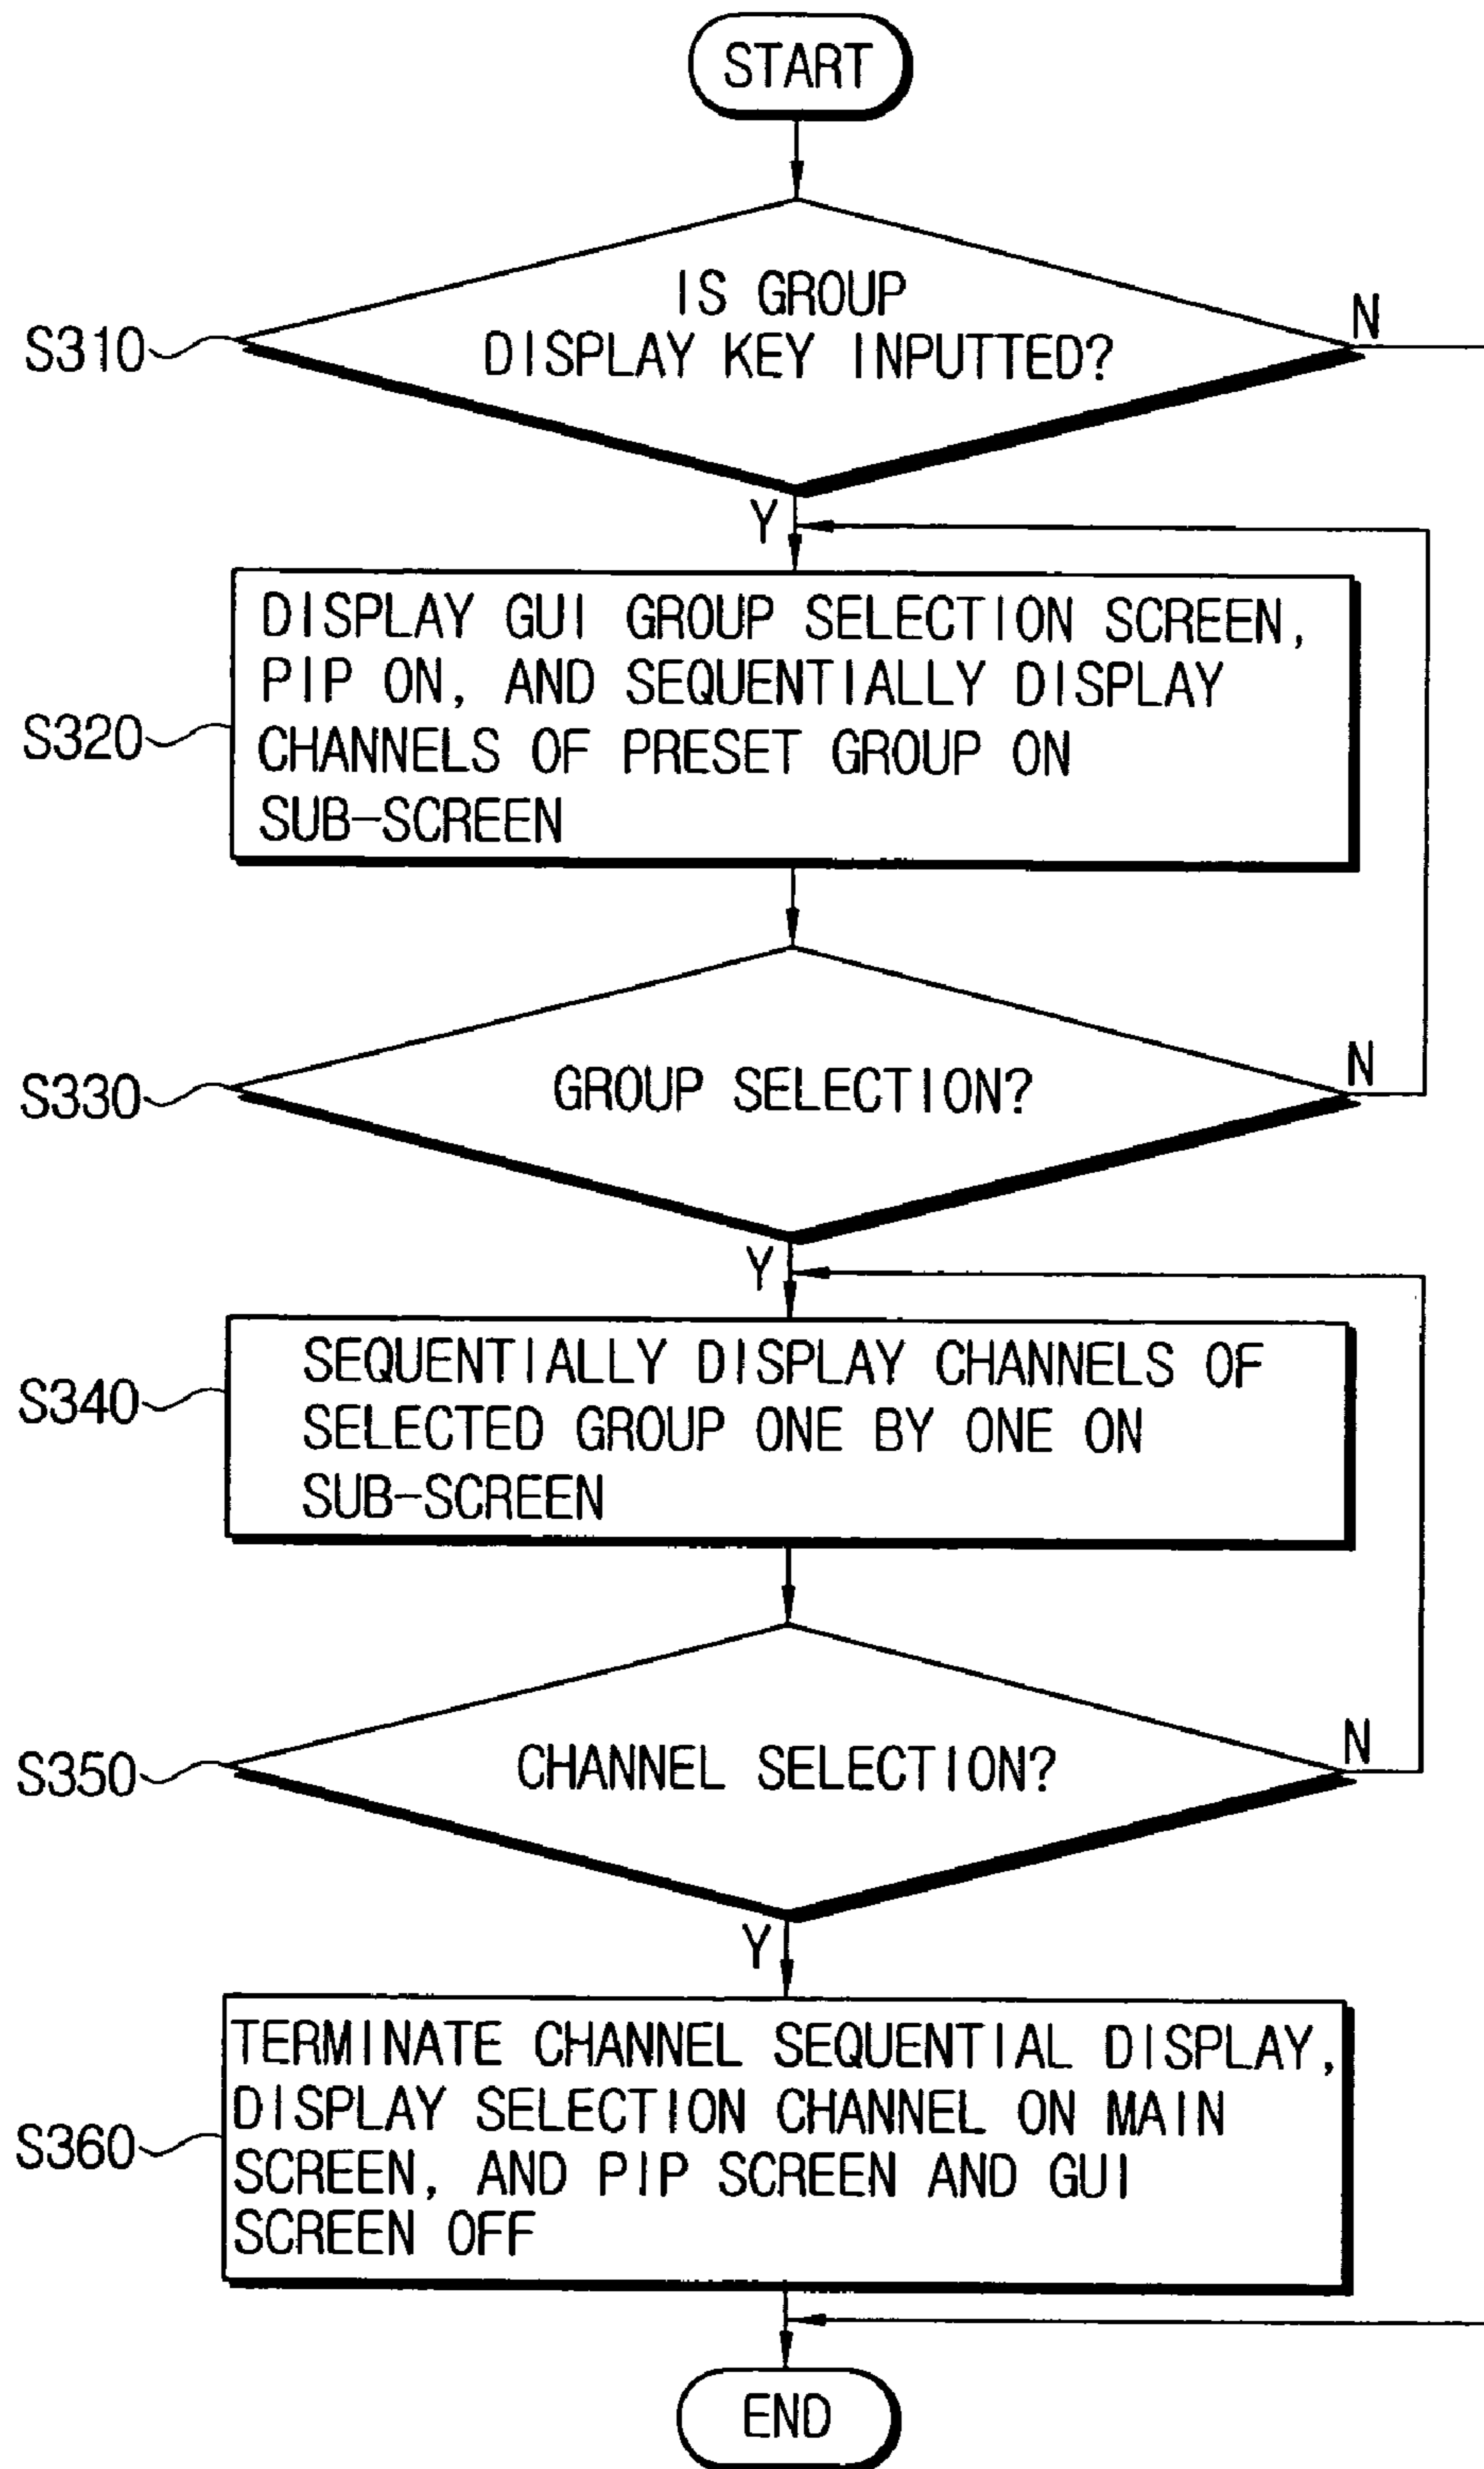 START
IS GROUP
DISPLAY KEY INPUTTED?
N
S310
Y
DISPLAY GUI GROUP SELECTION SCREEN,
PIP ON, AND SEQUENTIALLY DISPLAY
CHANNELS OF PRESET GROUP ON
SUB-SCREEN
S320
GROUP SELECTION?
N
S330
Y
SEQUENTIALLY DISPLAY CHANNELS OF
SELECTED GROUP ONE BY ONE ON
SUB-SCREEN
S340
CHANNEL SELECTION?
N
S350
Y
TERMINATE CHANNEL SEQUENTIAL DISPLAY,
DISPLAY SELECTION CHANNEL ON MAIN
SCREEN, AND PIP SCREEN AND GUI
SCREEN OFF
S360
END